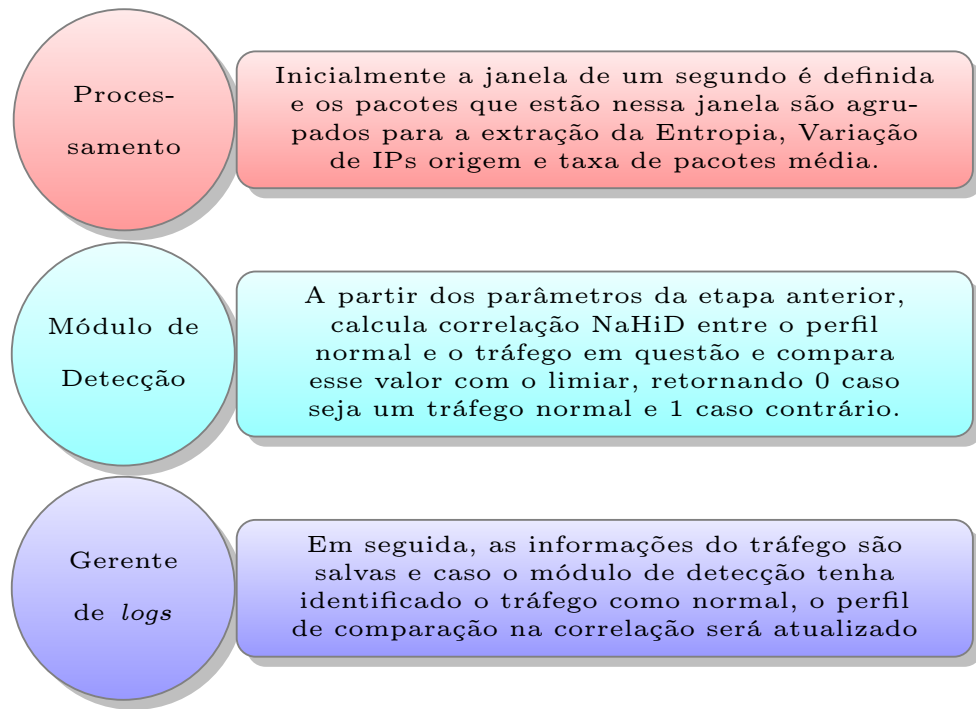 Proces-
samento
Inicialmente a janela de um segundo é definida
e os pacotes que estão nessa janela são agru-
pados para a extração da Entropia, Variação
de IPs origem e taxa de pacotes média.
Módulo de
Detecção
A partir dos parâmetros da etapa anterior,
calcula correlação NaHiD entre o perfil
normal e o tráfego em questão e compara
esse valor com o limiar, retornando 0 caso
seja um tráfego normal e 1 caso contrário.
Gerente
de logs
Em seguida, as informações do tráfego são
salvas e caso o módulo de detecção tenha
identificado o tráfego como normal, o perfil
de comparação na correlação será atualizado